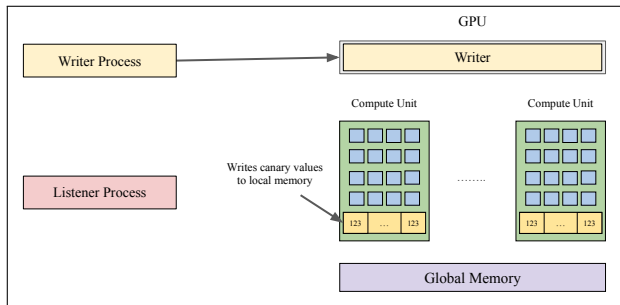 GPU
Writer Process
Writer
Compute Unit
Compute Unit
Writes canary values
to local memory
........
Listener Process
123 ... 123
123 ... 123
Global Memory